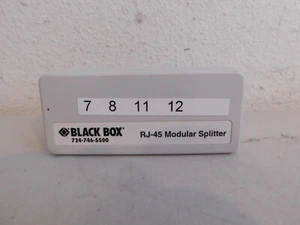 7 8 11 12
BLACK BOX® RJ-45 Modular Splitter
724-746-5500